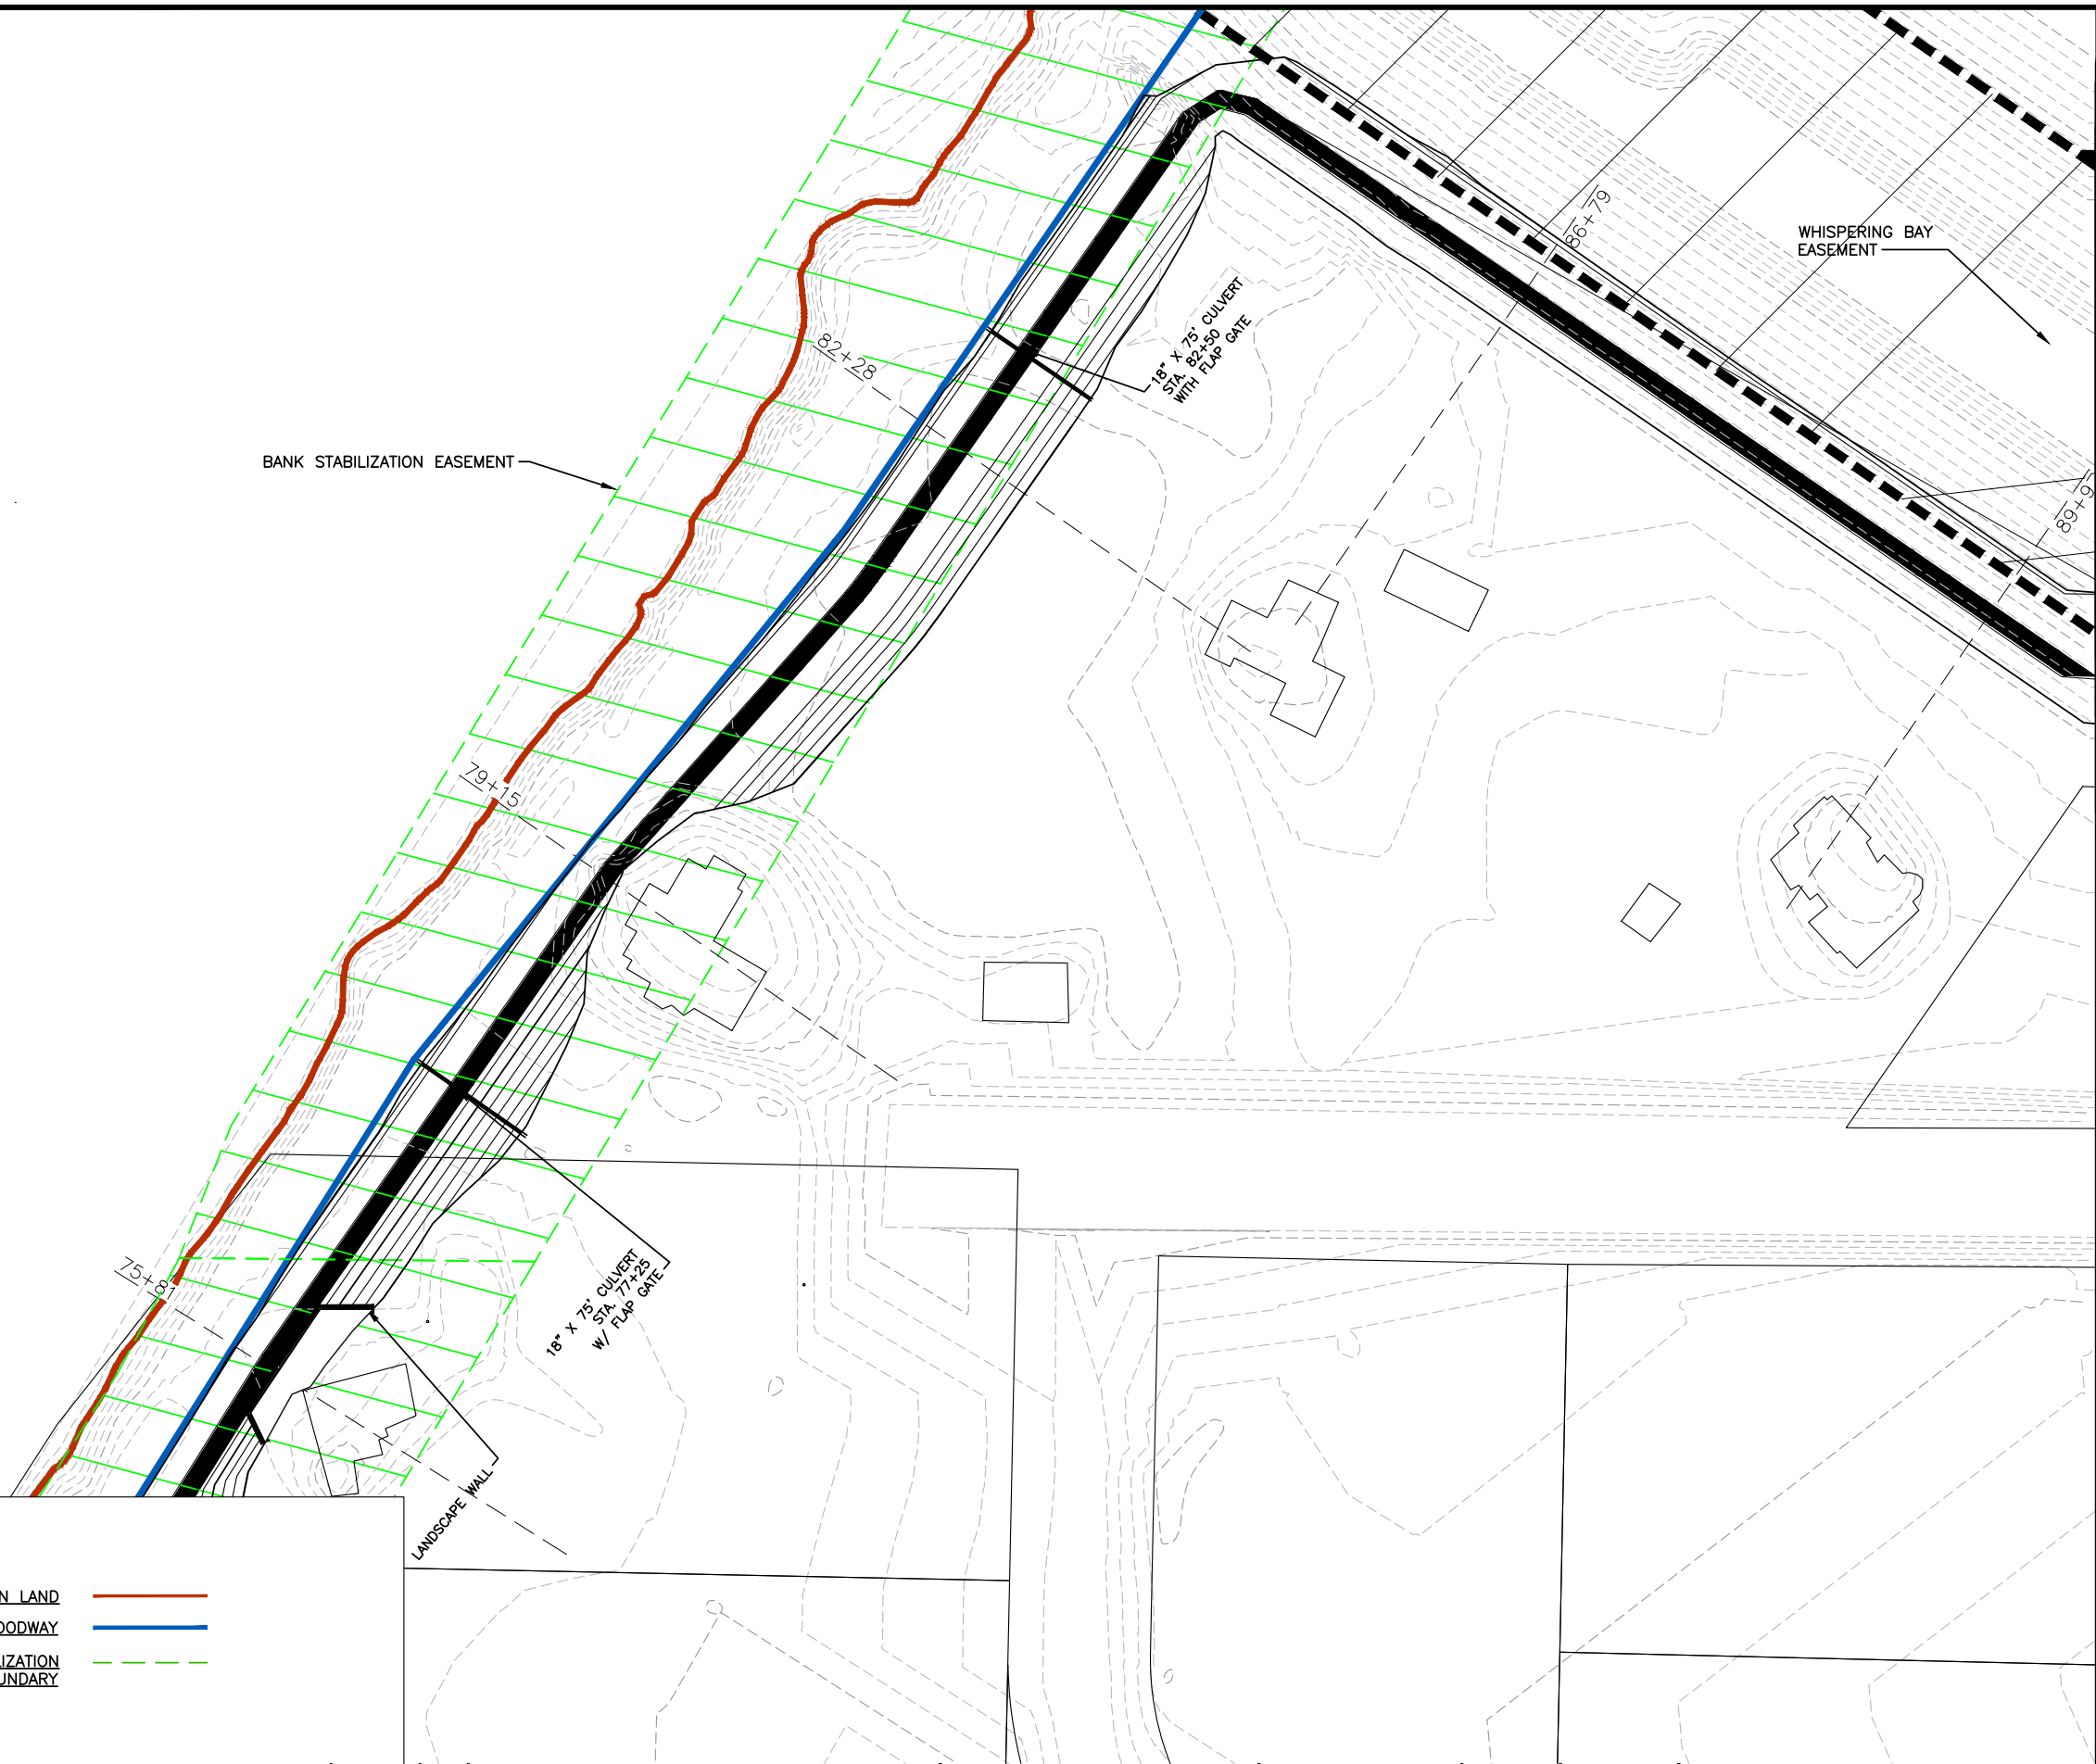 WHISPERING BAY
EASEMENT
86+79
89+9
18" X 75' CULVERT
STA. 82+50
WITH FLAP GATE
82+28
BANK STABILIZATION EASEMENT
79+15
75+8
18" X 75' CULVERT
STA. 77+25
W/ FLAP GATE
LANDSCAPE WALL
N LAND
OODWAY
IZATION
UNDARY